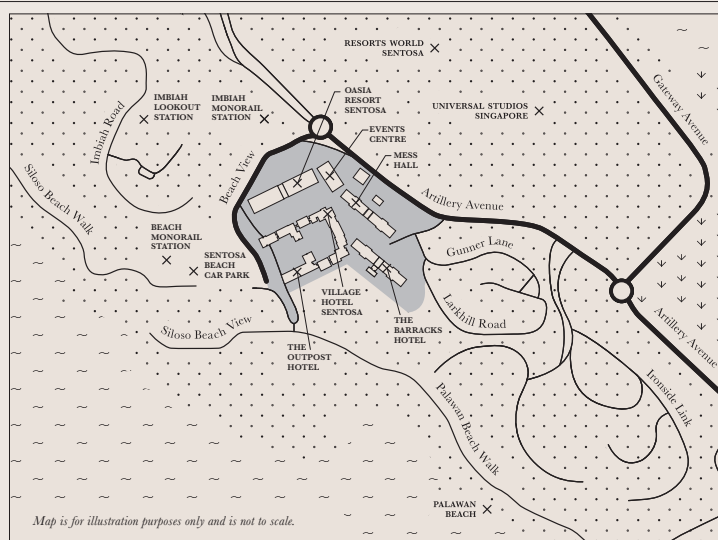 RESORTS WORLD
SENTOSA
OASIA
RESORT
SENTOSA
IMBIAH
LOOKOUT
STATION
IMBIAH
MONORAIL
STATION
UNIVERSAL STUDIOS
SINGAPORE
EVENTS
CENTRE
MESS
HALL
Gateway Avenue
Imbiah Road
Beach View
Siloso Beach Walk
Artillery Avenue
BEACH
MONORAIL
STATION
SENTOSA
BEACH
CAR PARK
Gunner Lane
VILLAGE
HOTEL
SENTOSA
Larkhill Road
THE
BARRACKS
HOTEL
Siloso Beach View
THE
OUTPOST
HOTEL
Artillery Avenue
Ironside Link
Palawan Beach Walk
PALAWAN
BEACH
Map is for illustration purposes only and is not to scale.